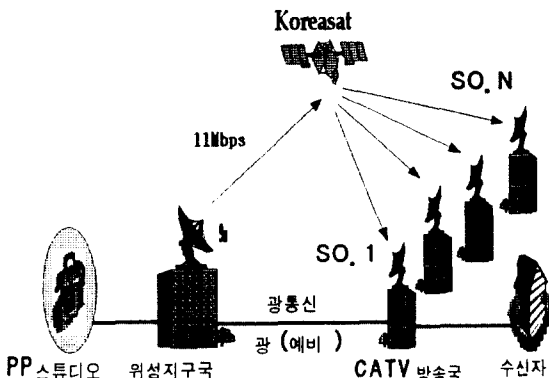 Koreasat
SO. N
11Mbps
SO. 1
광통신
광 (예비 )
PP 스튜디오
위성지구국
CATV 방송국
수신자